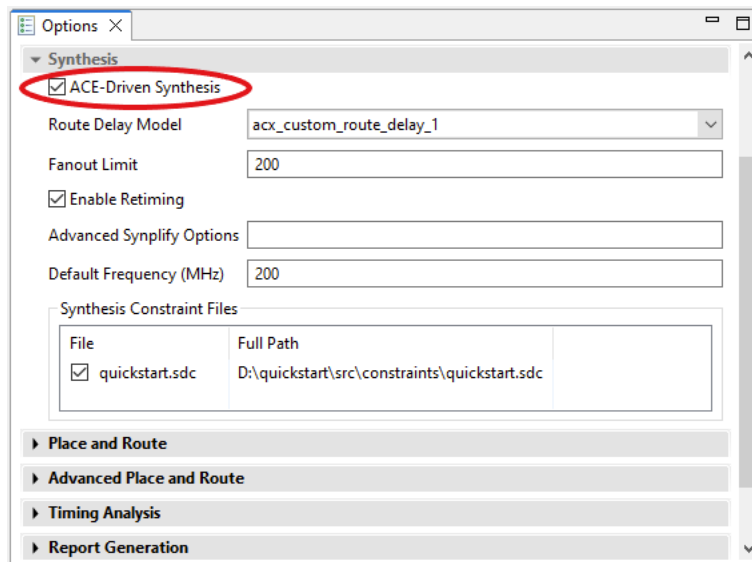 Options
Synthesis
ACE-Driven Synthesis
Route Delay Model acx_custom_route_delay_1
Fanout Limit 200
Enable Retiming
Advanced Synplify Options
Default Frequency (MHz) 200
Synthesis Constraint Files
File Full Path
quickstart.sdc D:\quickstart\src\constraints\quickstart.sdc
Place and Route
Advanced Place and Route
Timing Analysis
Report Generation